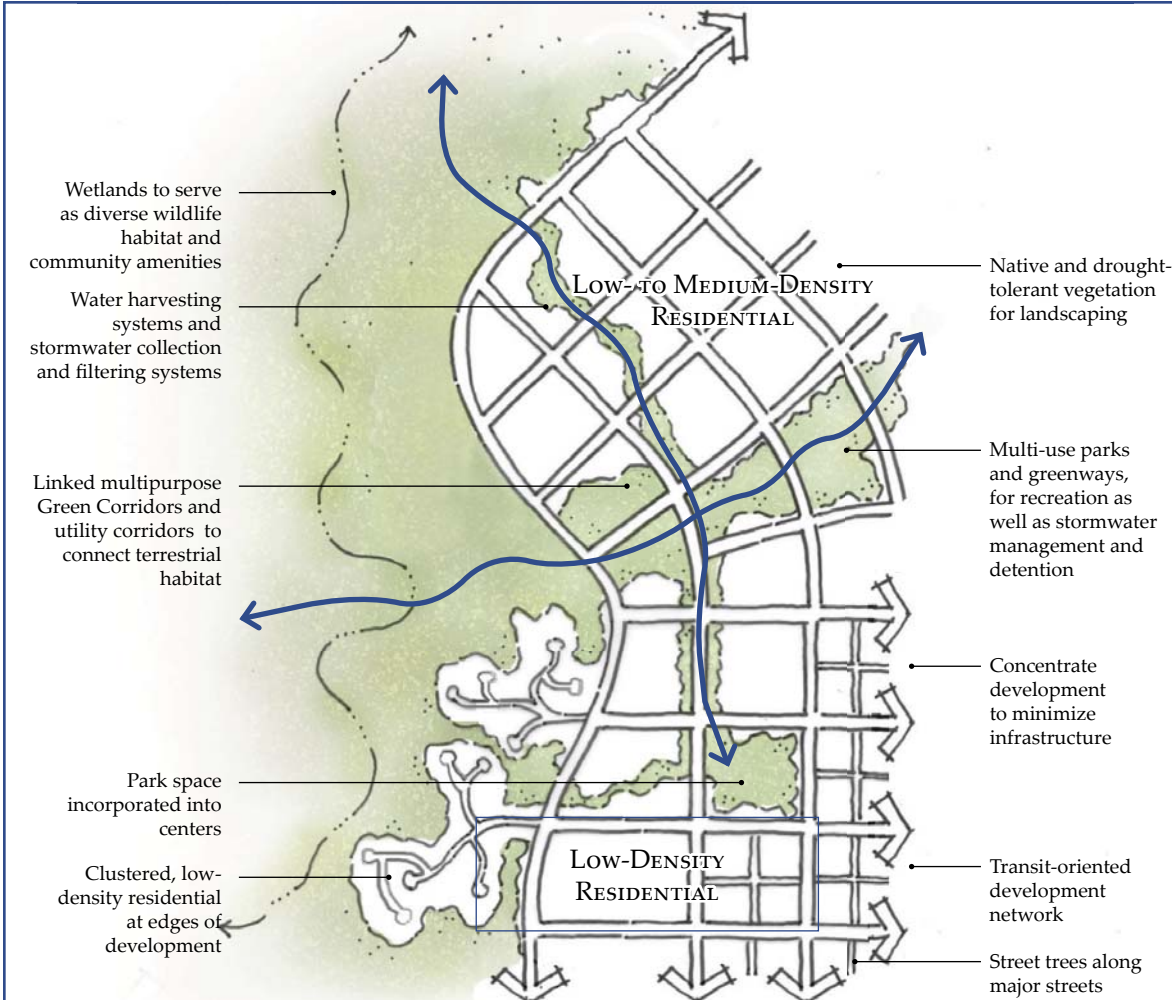 Wetlands to serve
as diverse wildlife
habitat and
community amenities
Water harvesting
systems and
stormwater collection
and filtering systems
Linked multipurpose
Green Corridors and
utility corridors to
connect terrestrial
habitat
Park space
incorporated into
centers
Clustered, low-
density residential
at edges of
development
Low- to Medium-Density
Residential
Low-Density
Residential
Native and drought-
tolerant vegetation
for landscaping
Multi-use parks
and greenways,
for recreation as
well as stormwater
management and
detention
Concentrate
development
to minimize
infrastructure
Transit-oriented
development
network
Street trees along
major streets